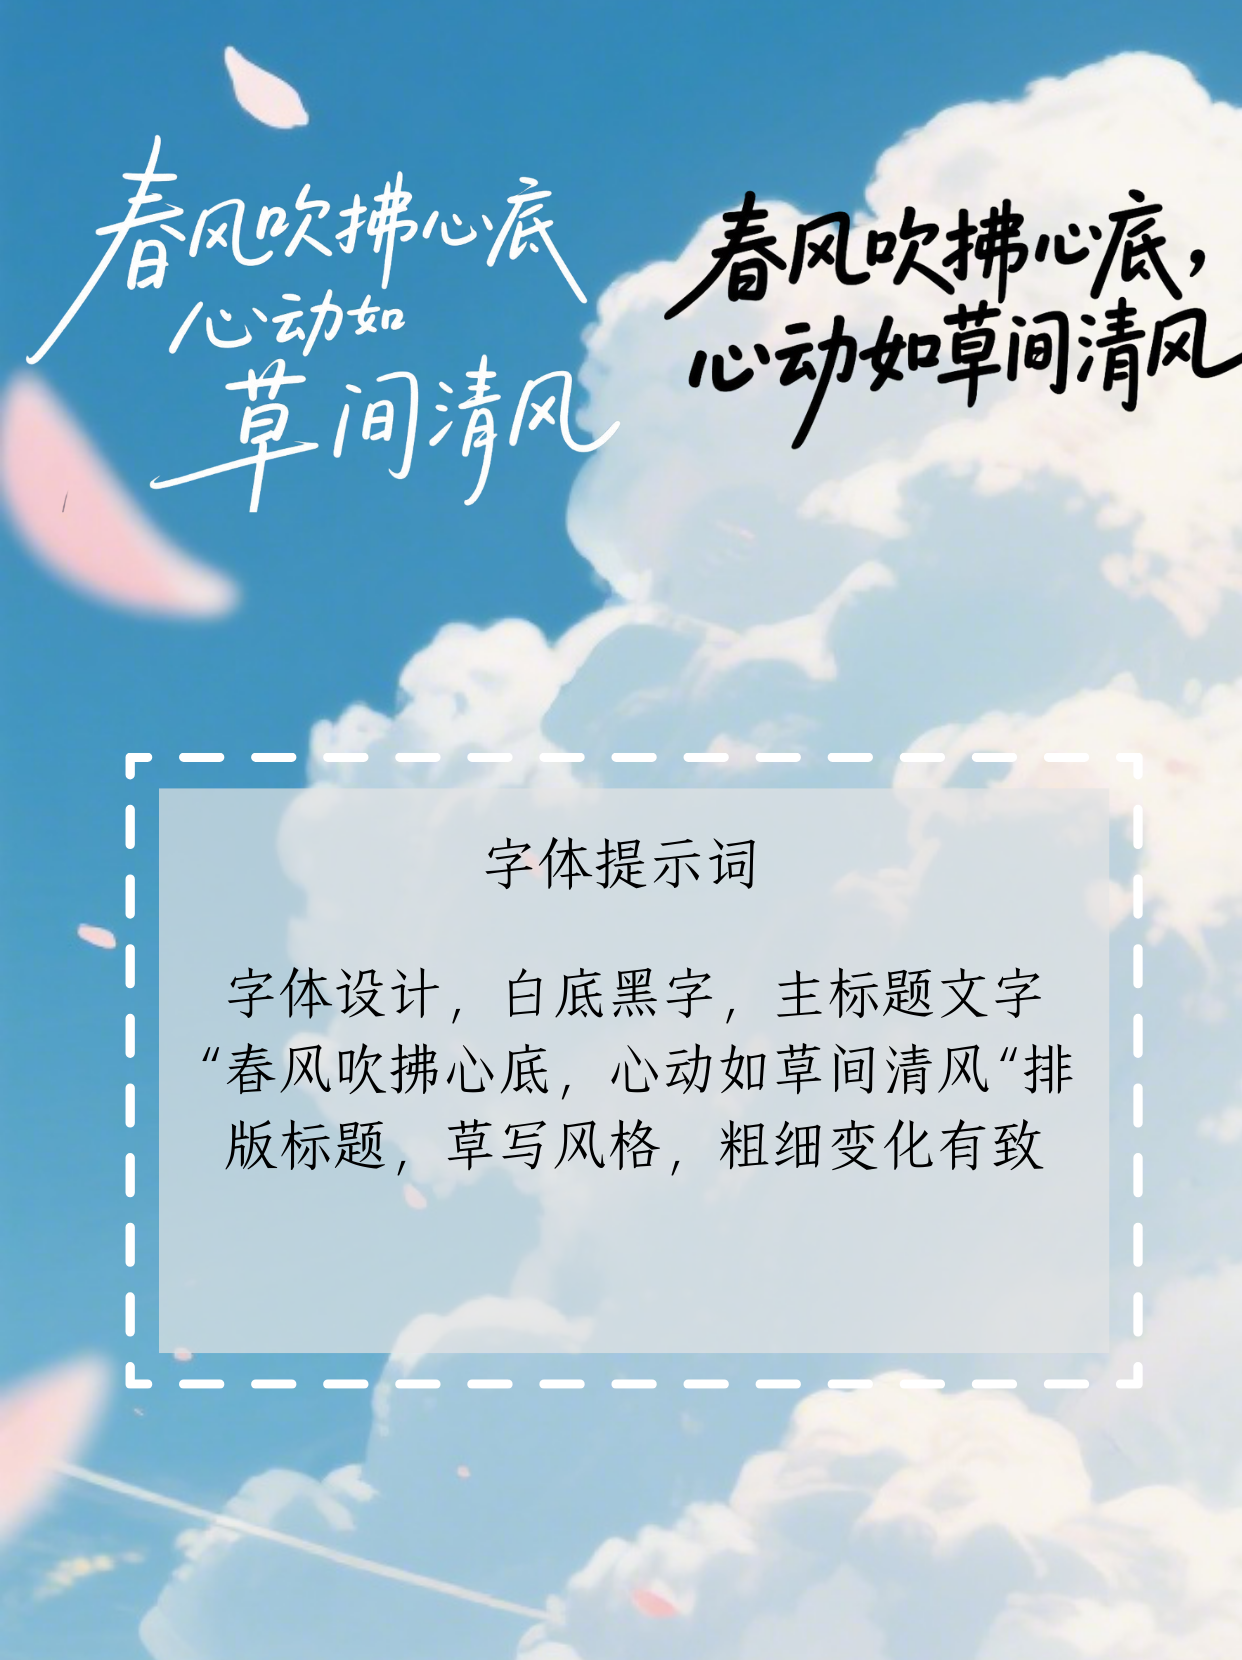 春风吹拂心底
心动如
草间清风
春风吹拂心底，
心动如草间清风
字体提示词
字体设计，白底黑字，主标题文字
“春风吹拂心底，心动如草间清风“排
版标题，草写风格，粗细变化有致